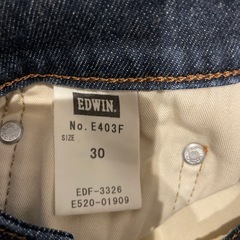 EDWIN.
No. E403F
SIZE
30
EDF-3326
E520-01909